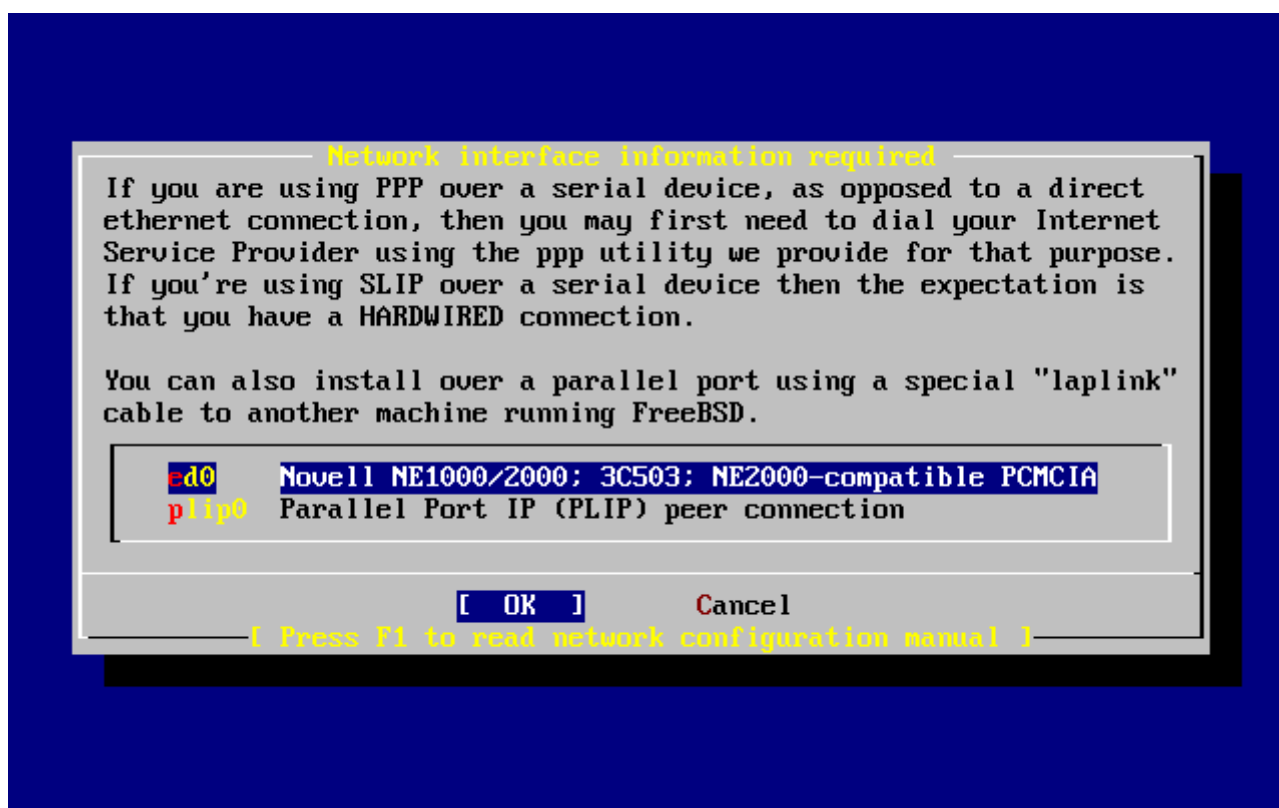 Network interface information required
If you are using PPP over a serial device, as opposed to a direct
ethernet connection, then you may first need to dial your Internet
Service Provider using the ppp utility we provide for that purpose.
If you're using SLIP over a serial device then the expectation is
that you have a HARDWIRED connection.
You can also install over a parallel port using a special "laplink"
cable to another machine running FreeBSD.
ed0 Novell NE1000/2000; 3C503; NE2000-compatible PCMCIA
plip0 Parallel Port IP (PLIP) peer connection
[ OK ] Cancel
[ Press F1 to read network configuration manual ]